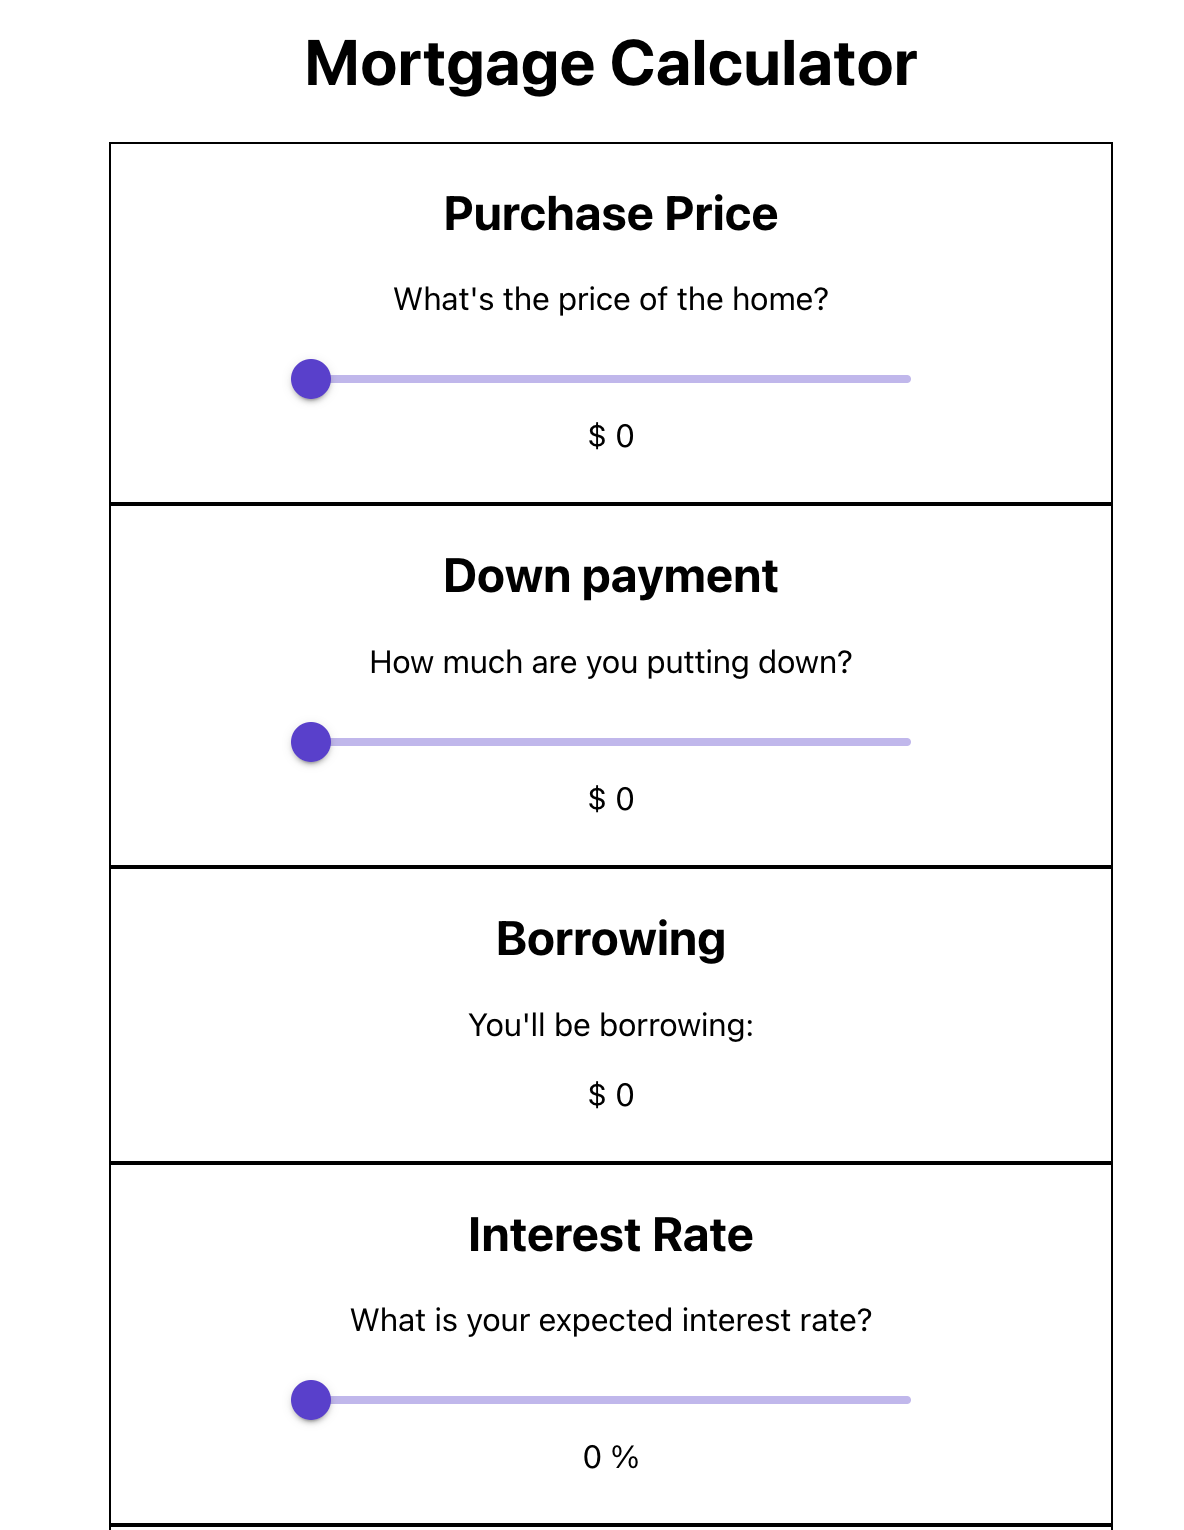 Mortgage Calculator
Purchase Price
What's the price of the home?
$ 0
Down payment
How much are you putting down?
$ 0
Borrowing
You'll be borrowing:
$ 0
Interest Rate
What is your expected interest rate?
0 %